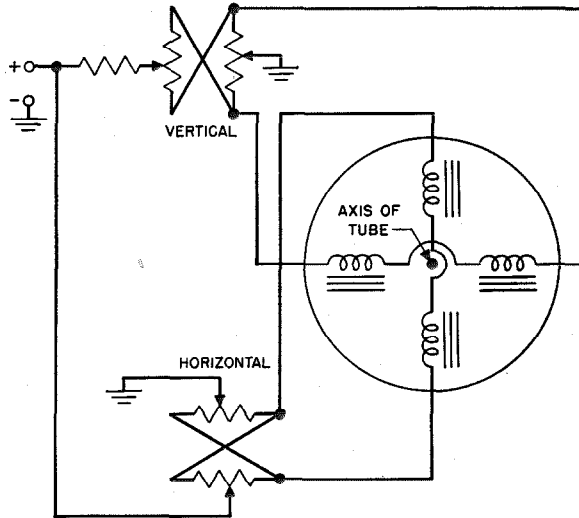 +
-
VERTICAL
AXIS OF
TUBE
HORIZONTAL